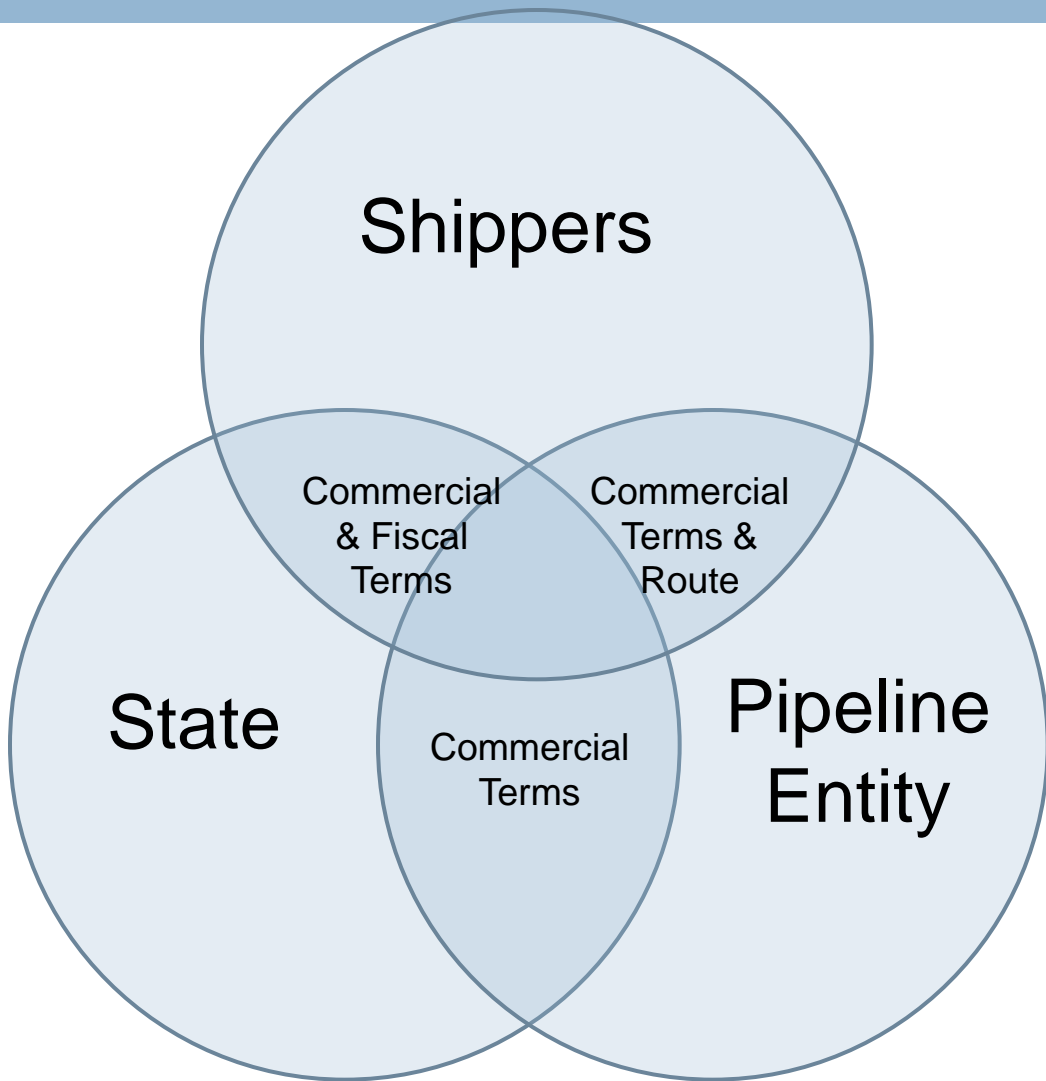 Shippers
Commercial
& Fiscal
Terms
Commercial
Terms &
Route
State
Commercial
Terms
Pipeline
Entity